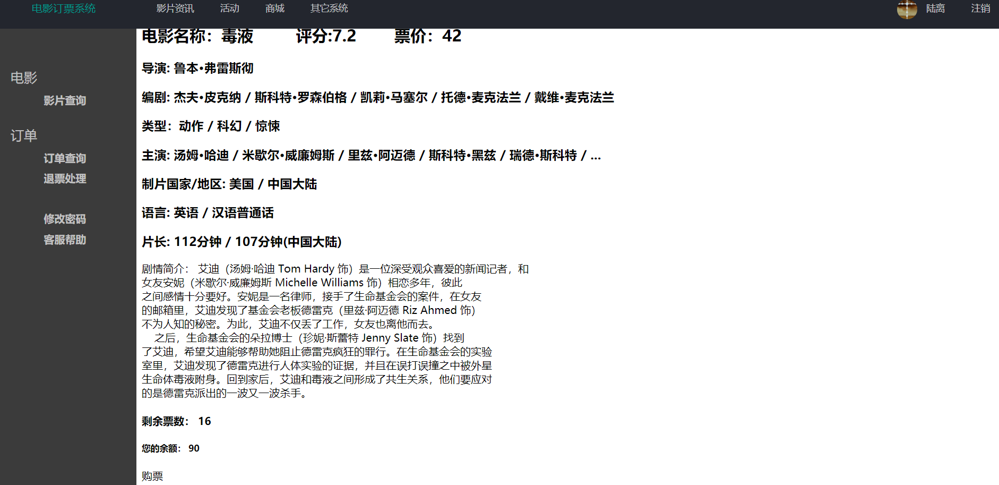 电影订票系统 影片资讯 活动 商城 其它系统 陆离 注销
电影
影片查询
订单
订单查询
退票处理
修改密码
客服帮助
电影名称：毒液 评分:7.2 票价：42
导演: 鲁本•弗雷斯彻
编剧: 杰夫•皮克纳 / 斯科特•罗森伯格 / 凯莉•马塞尔 / 托德•麦克法兰 / 戴维•麦克法兰
类型：动作 / 科幻 / 惊悚
主演: 汤姆•哈迪 / 米歇尔•威廉姆斯 / 里兹•阿迈德 / 斯科特•黑兹 / 瑞德•斯科特 / ...
制片国家/地区: 美国 / 中国大陆
语言: 英语 / 汉语普通话
片长: 112分钟 / 107分钟(中国大陆)
剧情简介： 艾迪（汤姆·哈迪 Tom Hardy 饰）是一位深受观众喜爱的新闻记者，和
女友安妮（米歇尔·威廉姆斯 Michelle Williams 饰）相恋多年，彼此
之间感情十分要好。安妮是一名律师，接手了生命基金会的案件，在女友
的邮箱里，艾迪发现了基金会老板德雷克（里兹·阿迈德 Riz Ahmed 饰）
不为人知的秘密。为此，艾迪不仅丢了工作，女友也离他而去。
之后，生命基金会的朵拉博士（珍妮·斯蕾特 Jenny Slate 饰）找到
了艾迪，希望艾迪能够帮助她阻止德雷克疯狂的罪行。在生命基金会的实验
室里，艾迪发现了德雷克进行人体实验的证据，并且在误打误撞之中被外星
生命体毒液附身。回到家后，艾迪和毒液之间形成了共生关系，他们要应对
的是德雷克派出的一波又一波杀手。
剩余票数： 16
您的余额： 90
购票